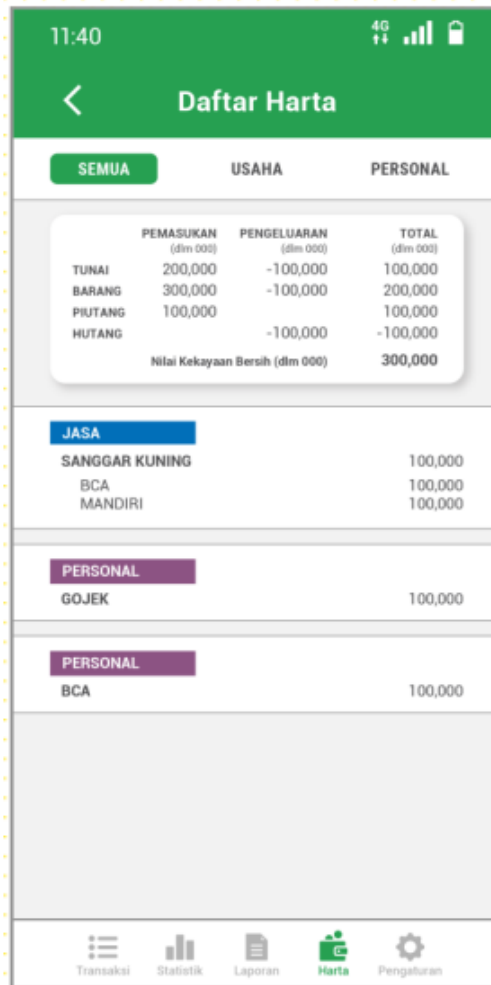 11:40 4G
Daftar Harta
SEMUA USAHA PERSONAL
PEMASUKAN PENGELUARAN TOTAL
(dlm 000) (dlm 000) (dlm 000)
TUNAI 200,000 -100,000 100,000
BARANG 300,000 -100,000 200,000
PIUTANG 100,000 100,000
HUTANG -100,000 -100,000
Nilai Kekayaan Bersih (dlm 000) 300,000
JASA
SANGGAR KUNING 100,000
BCA 100,000
MANDIRI 100,000
PERSONAL
GOJEK 100,000
PERSONAL
BCA 100,000
Transaksi Statistik Laporan Harta Pengaturan